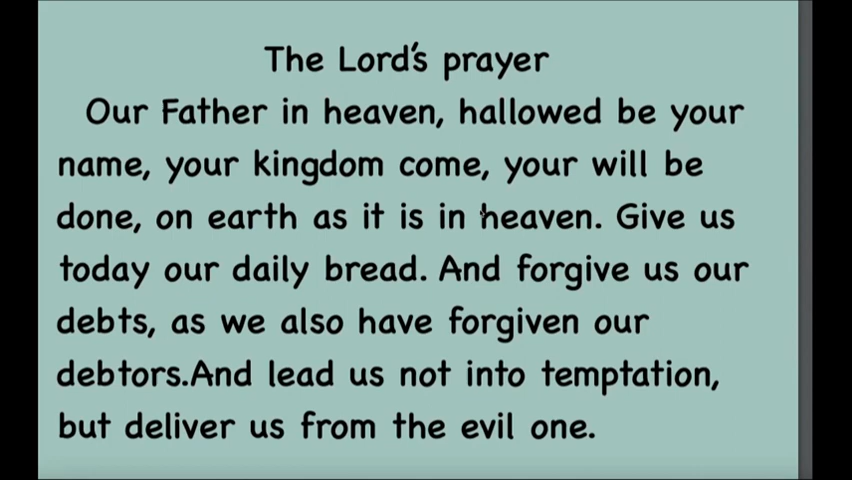 The Lord's prayer
Our Father in heaven, hallowed be your
name, your kingdom come, your will be
done, on earth as it is in heaven. Give us
today our daily bread. And forgive us our
debts, as we also have forgiven our
debtors.And lead us not into temptation,
but deliver us from the evil one.